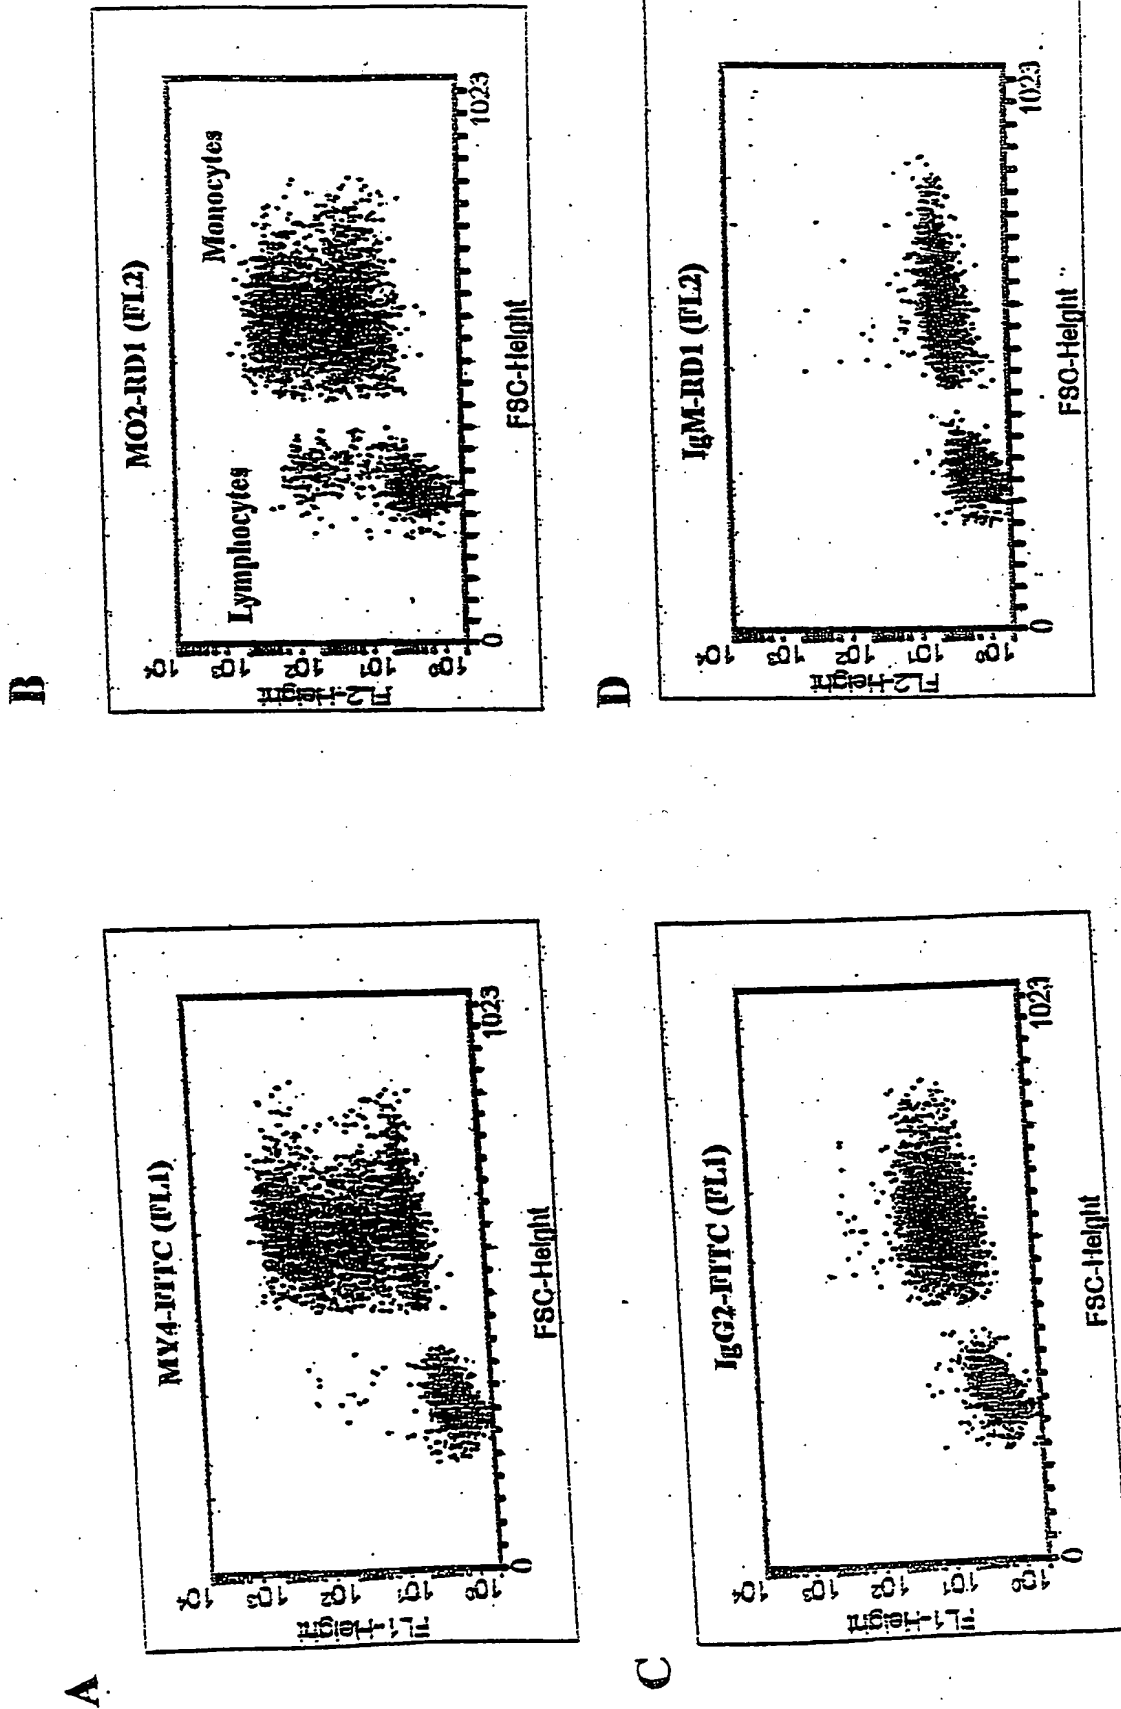 A
MY4-FITC (FL1)
FL1-Height
10⁴
10³
10²
10¹
10⁰
0
1023
FSC-Height
B
MO2-RD1 (FL2)
Lymphocytes
Monocytes
FL2-Height
10⁴
10³
10²
10¹
10⁰
0
1023
FSC-Height
C
IgG2-FITC (FL1)
FL1-Height
10⁴
10³
10²
10¹
10⁰
0
1023
FSC-Height
D
IgM-RD1 (FL2)
FL2-Height
10⁴
10³
10²
10¹
10⁰
0
1023
FSC-Height